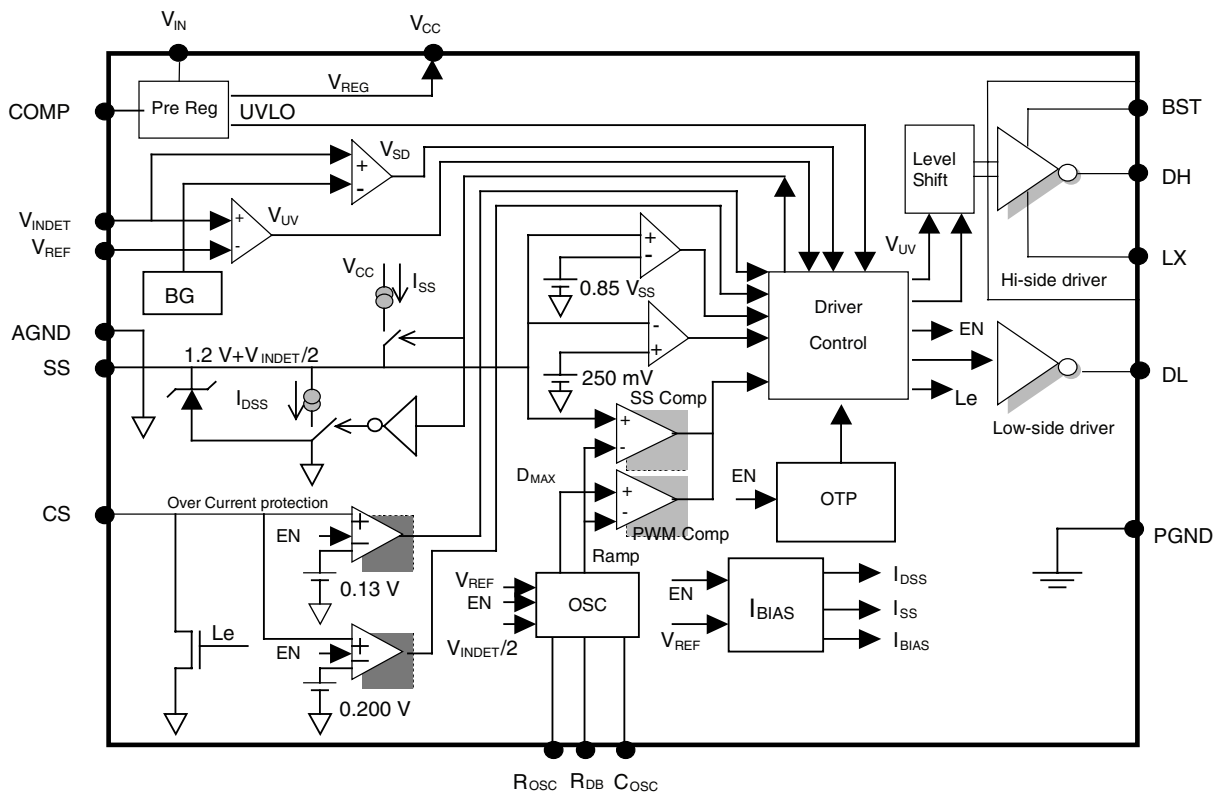 VIN
VCC
COMP
Pre Reg
VREG
UVLO
BST
Level
Shift
DH
+
-
VSD
VINDET
+
-
VUV
VREF
VUV
LX
BG
VCC
ISS
+
-
0.85 VSS
Hi-side driver
Driver
Control
EN
AGND
SS
1.2 V+VINDET/2
-
+
250 mV
DL
Le
IDSS
SS Comp
+
-
Low-side driver
DMAX
EN
OTP
+
-
PWM Comp
CS
Over Current protection
EN
+
-
0.13 V
PGND
Ramp
VREF
EN
OSC
VINDET/2
EN
VREF
IBIAS
IDSS
ISS
IBIAS
Le
EN
+
-
0.200 V
ROSC
RDB
COSC